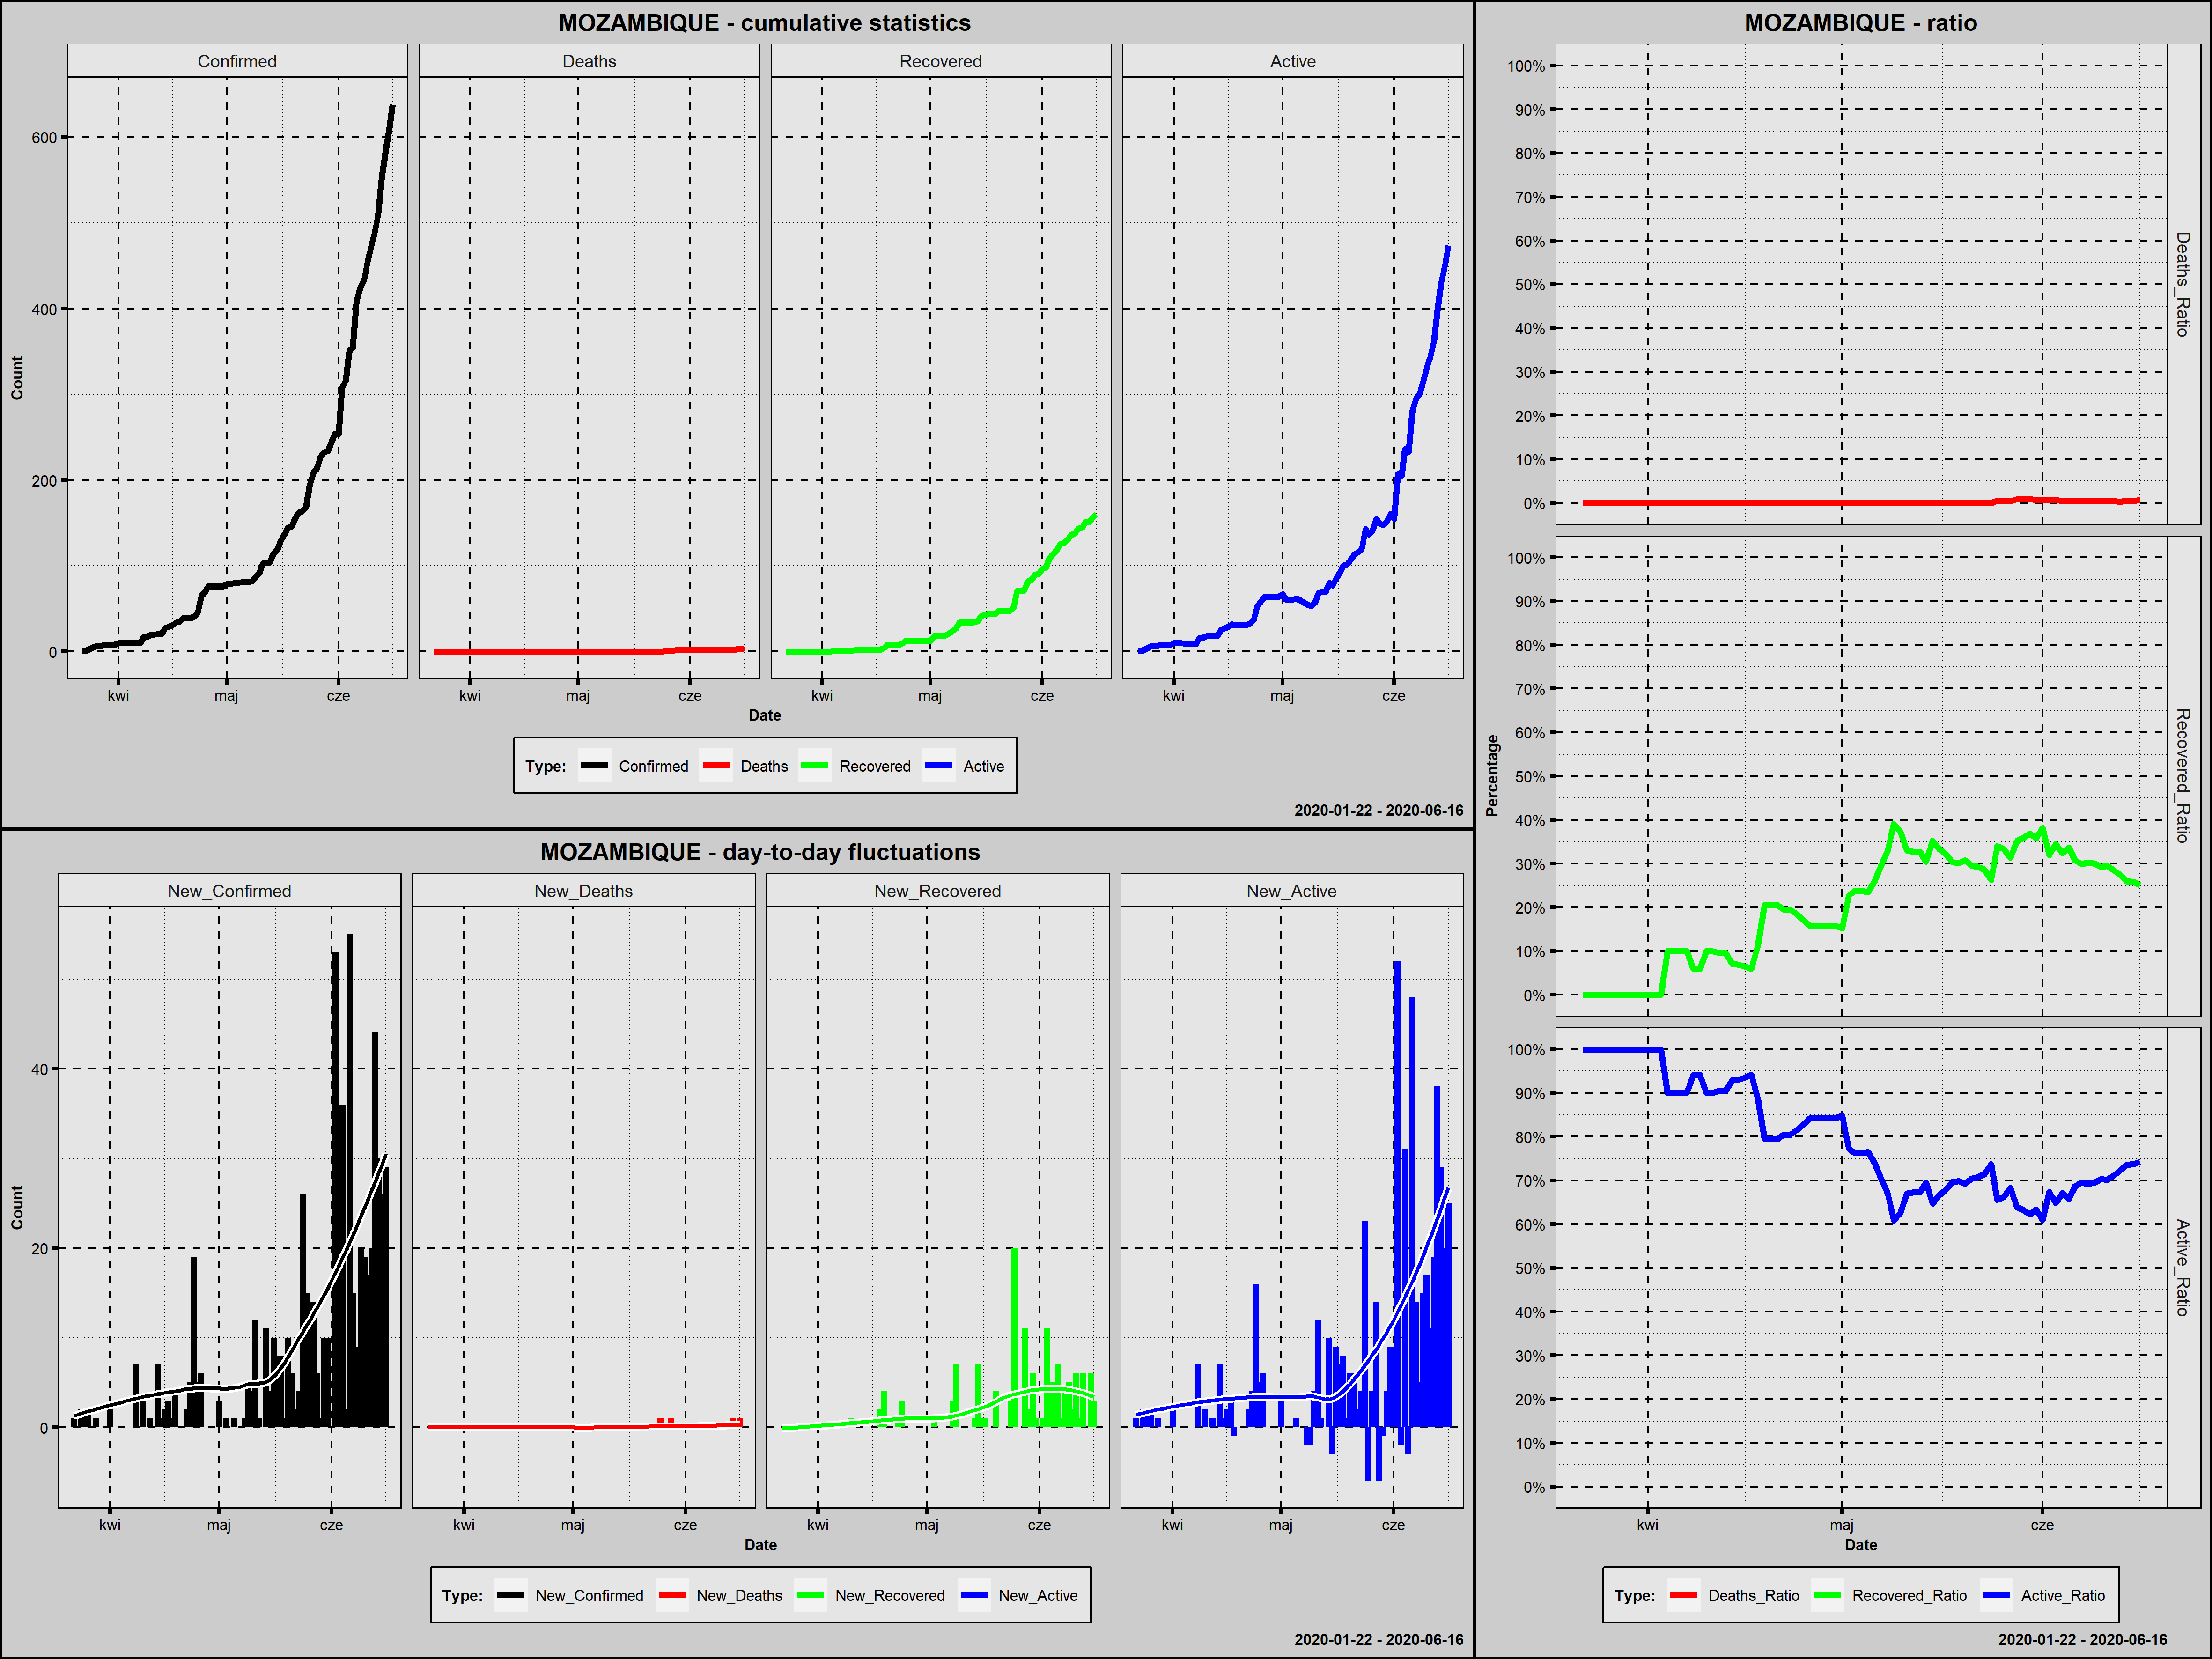 MOZAMBIQUE - cumulative statistics
Confirmed Deaths Recovered Active
Count
600
400
200
0
kwi maj cze kwi maj cze kwi maj cze kwi maj cze
Date
Type: Confirmed Deaths Recovered Active
2020-01-22 - 2020-06-16
MOZAMBIQUE - day-to-day fluctuations
New_Confirmed New_Deaths New_Recovered New_Active
Count
40
20
0
kwi maj cze kwi maj cze kwi maj cze kwi maj cze
Date
Type: New_Confirmed New_Deaths New_Recovered New_Active
2020-01-22 - 2020-06-16
MOZAMBIQUE - ratio
Percentage
100%
90%
80%
70%
60%
50%
40%
30%
20%
10%
0%
Deaths_Ratio
100%
90%
80%
70%
60%
50%
40%
30%
20%
10%
0%
Recovered_Ratio
100%
90%
80%
70%
60%
50%
40%
30%
20%
10%
0%
Active_Ratio
kwi maj cze
Date
Type: Deaths_Ratio Recovered_Ratio Active_Ratio
2020-01-22 - 2020-06-16